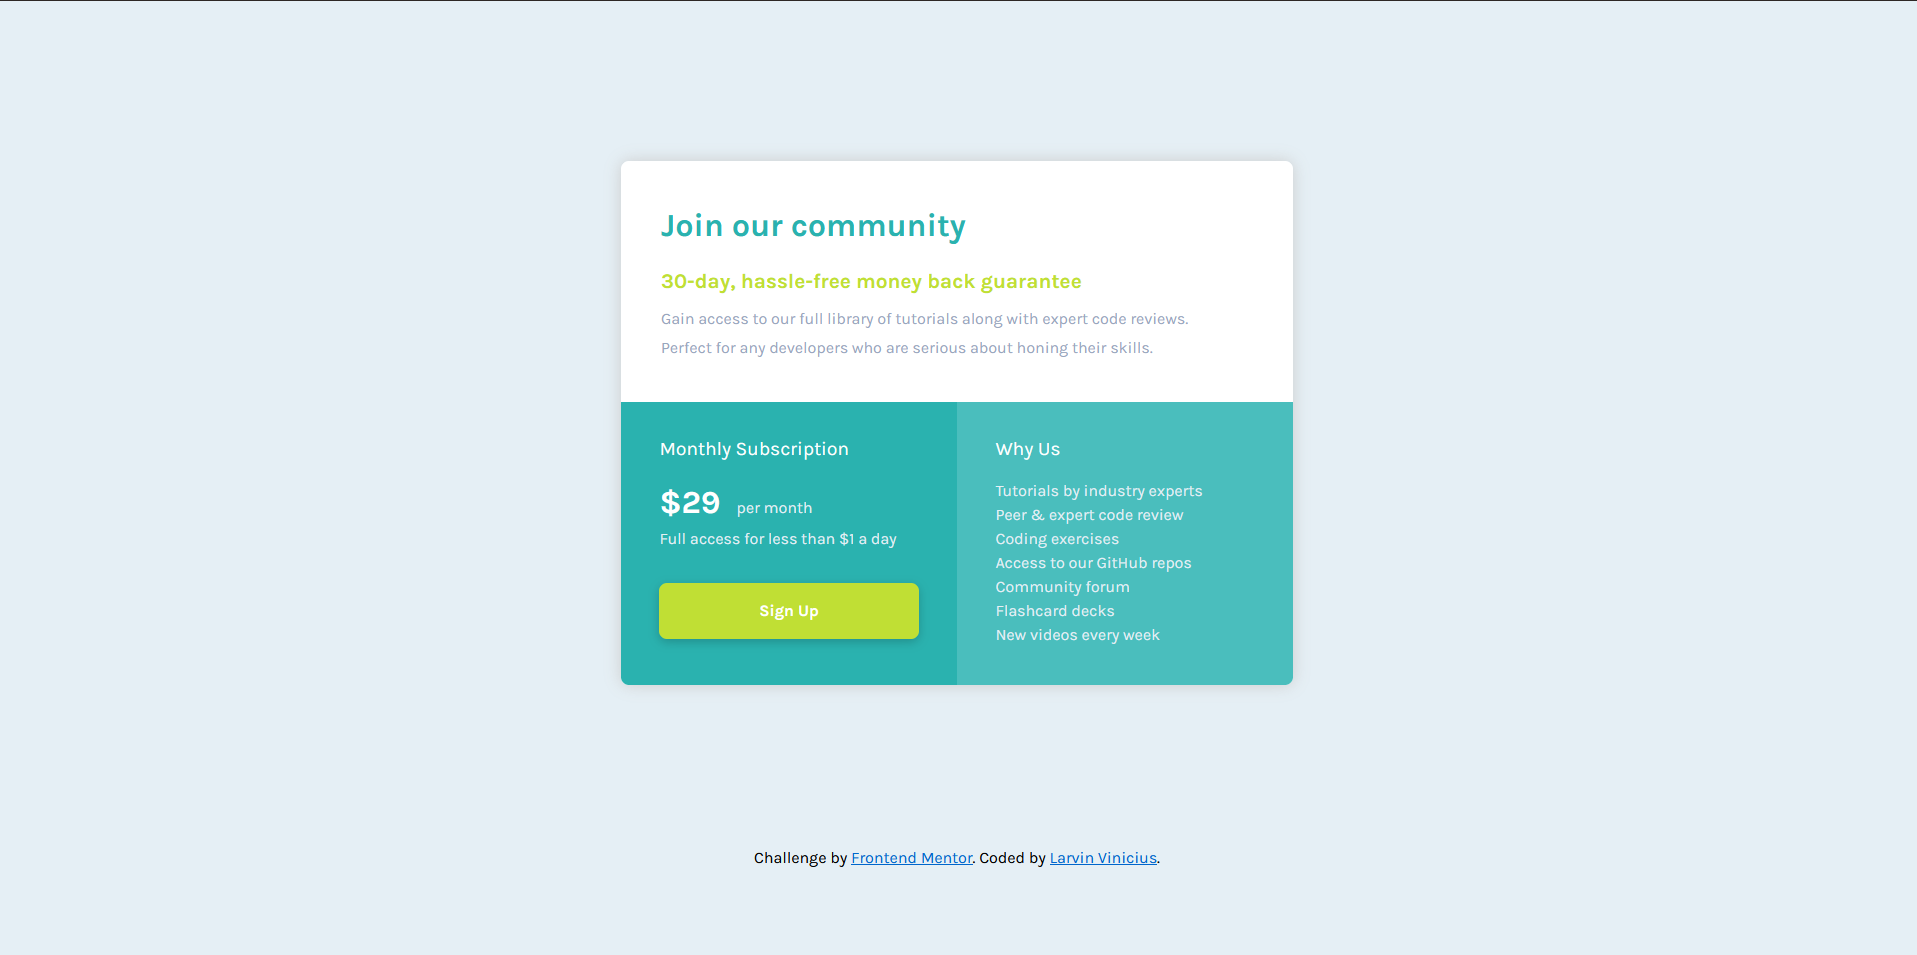 Join our community
30-day, hassle-free money back guarantee
Gain access to our full library of tutorials along with expert code reviews.
Perfect for any developers who are serious about honing their skills.
Monthly Subscription
$29 per month
Full access for less than $1 a day
Sign Up
Why Us
Tutorials by industry experts
Peer & expert code review
Coding exercises
Access to our GitHub repos
Community forum
Flashcard decks
New videos every week
Challenge by Frontend Mentor. Coded by Larvin Vinicius.